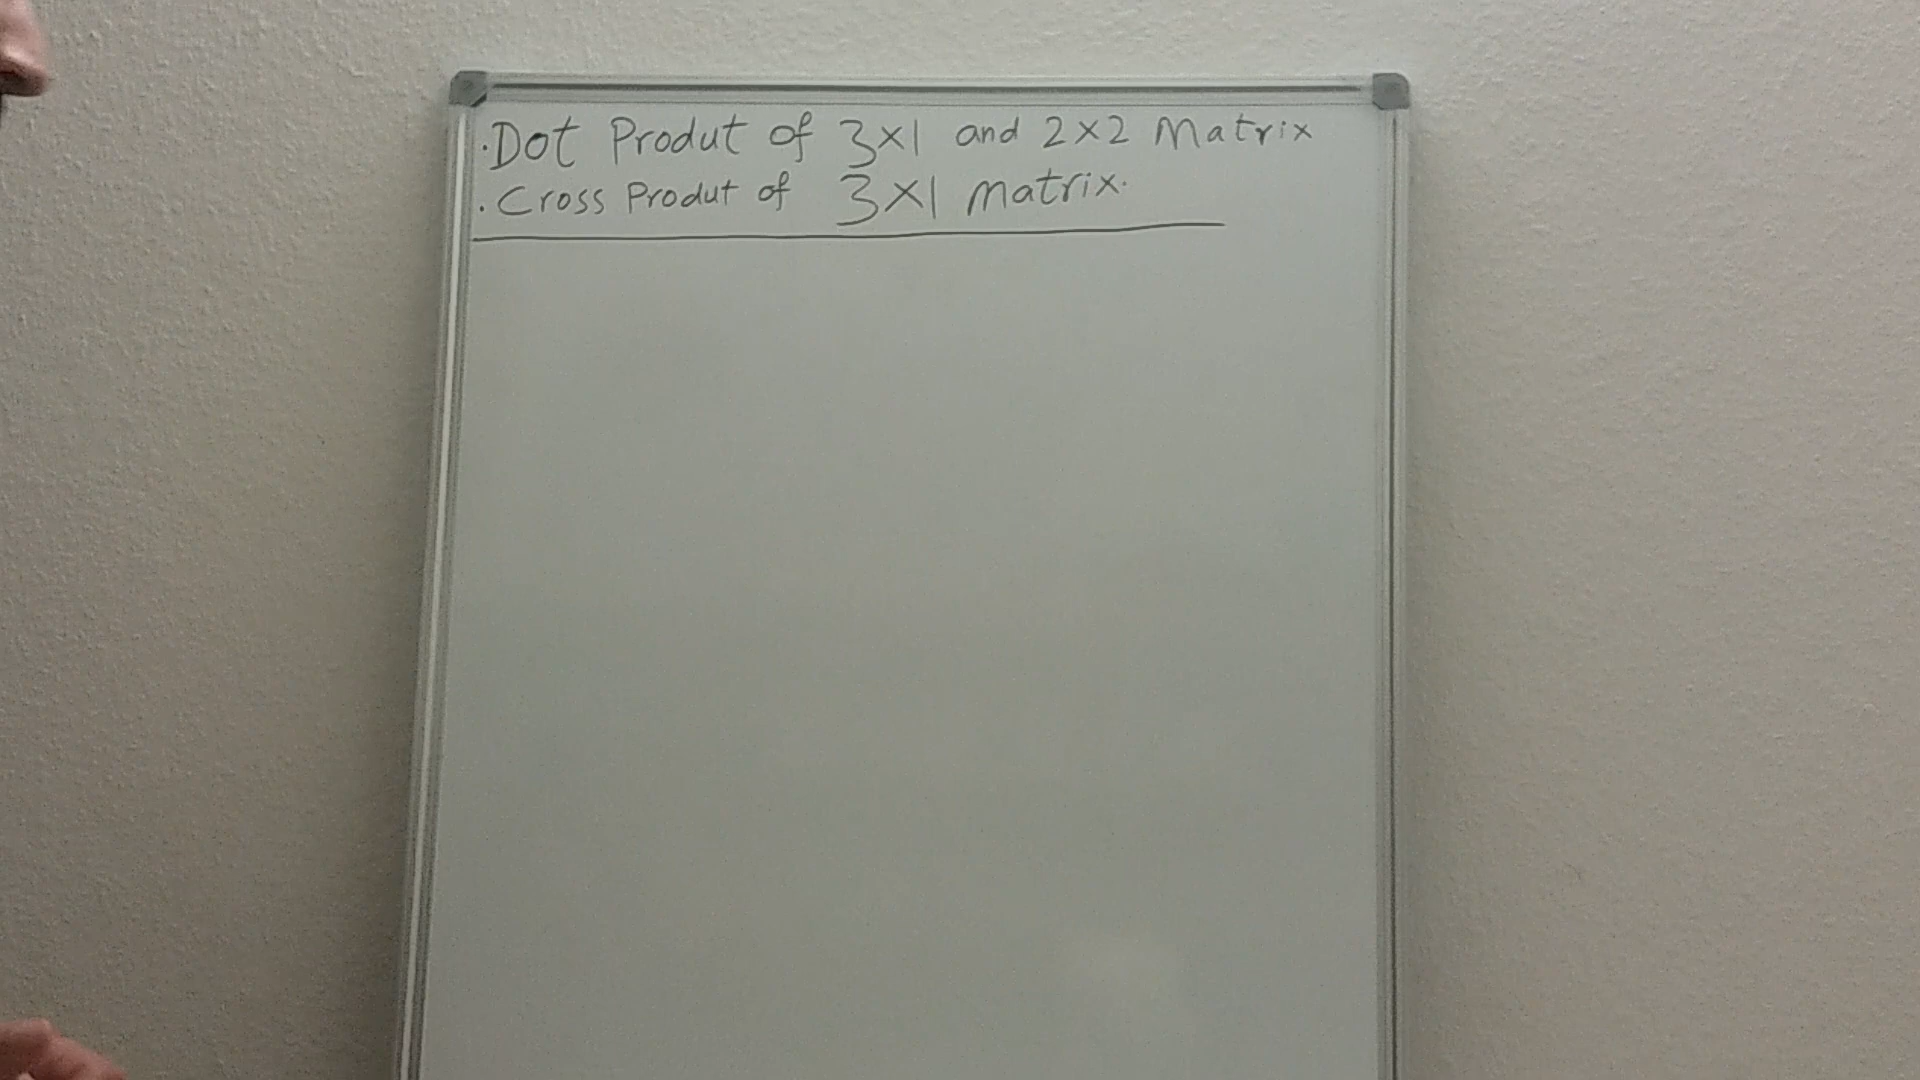 . Dot Produt of 3×1 and 2×2 Matrix
. Cross Produt of 3×1 matrix.